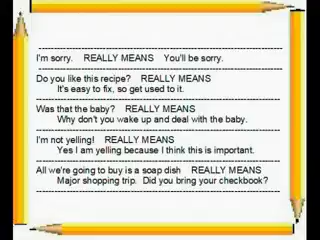 I'm sorry. REALLY MEANS You'll be sorry.
Do you like this recipe? REALLY MEANS
It's easy to fix, so get used to it.
Was that the baby? REALLY MEANS
Why don't you wake up and deal with the baby.
I'm not yelling! REALLY MEANS
Yes I am yelling because I think this is important.
All we're going to buy is a soap dish REALLY MEANS
Major shopping trip. Did you bring your checkbook?